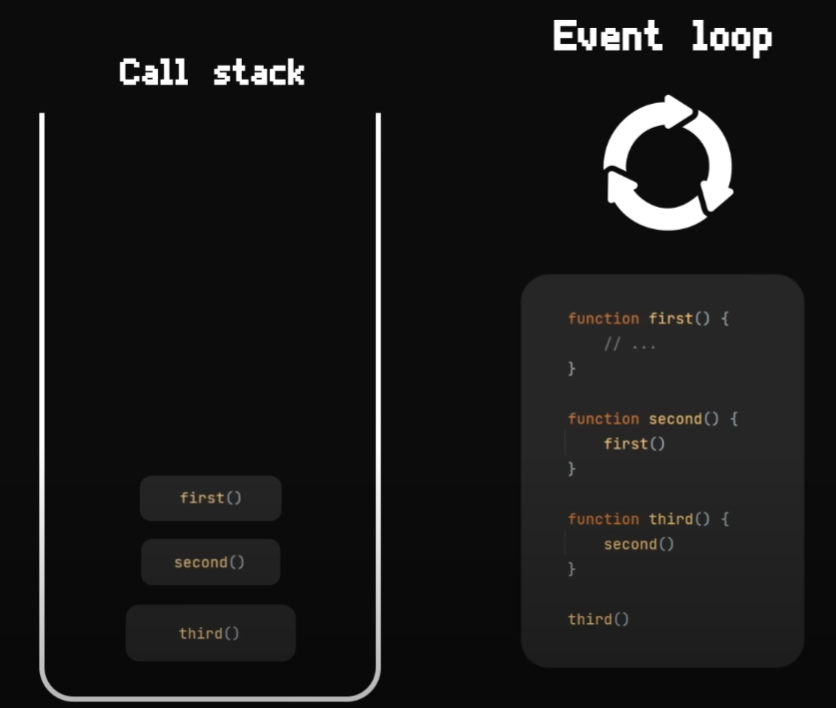 Call stack
first()
second()
third()
Event loop
function first() {
    // ...
}
function second() {
    first()
}
function third() {
    second()
}
third()